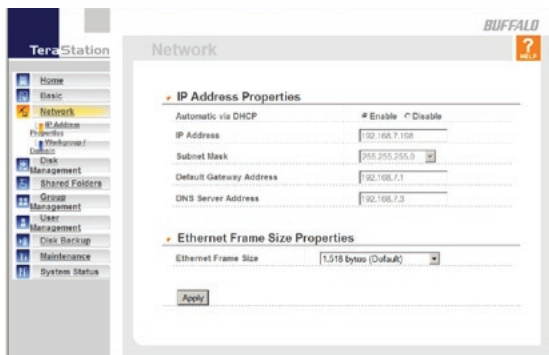 BUFFALO
TeraStation
Network
HELP
Home
Basic
Network
IP Address Properties
Workgroup / Domain
Disk Management
Shared Folders
Group Management
User Management
Disk Backup
Maintenance
System Status
IP Address Properties
Automatic via DHCP Enable Disable
IP Address 192.168.7.198
Subnet Mask 255.255.255.0
Default Gateway Address 192.168.7.1
DNS Server Address 192.168.7.3
Ethernet Frame Size Properties
Ethernet Frame Size 1,518 bytes (Default)
Apply